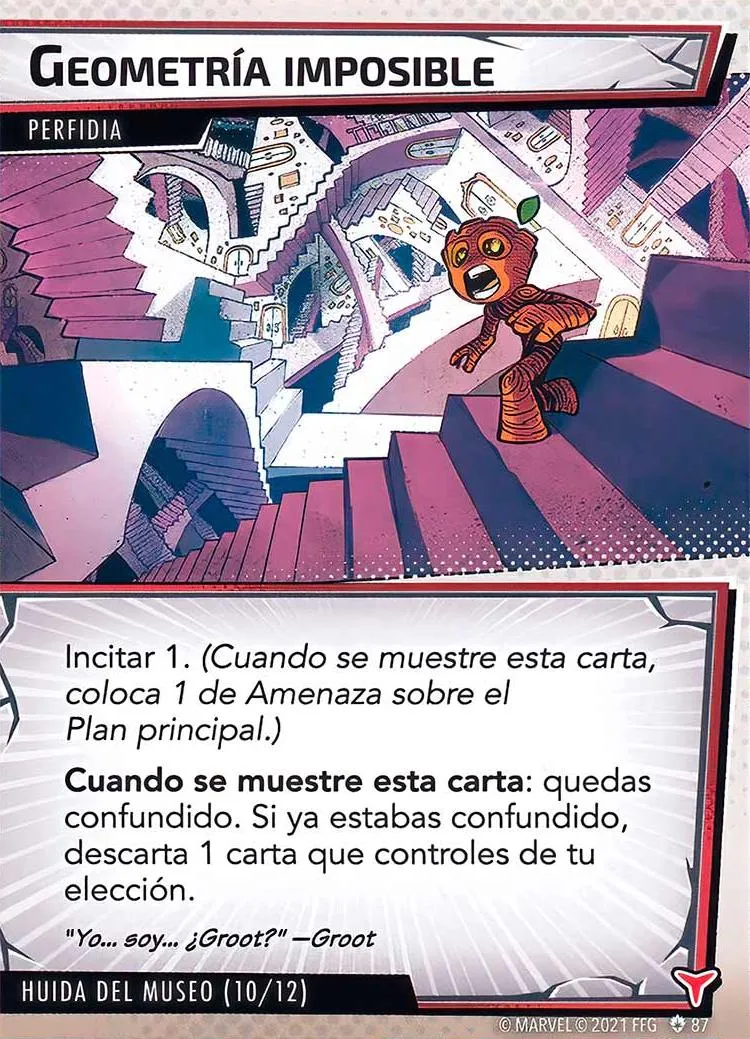 GEOMETRÍA IMPOSIBLE
PERFIDIA
Incitar 1. (Cuando se muestre esta carta,
coloca 1 de Amenaza sobre el
Plan principal.)
Cuando se muestre esta carta: quedas
confundido. Si ya estabas confundido,
descarta 1 carta que controles de tu
elección.
"Yo... soy... ¿Groot?" —Groot
HUIDA DEL MUSEO (10/12)
© MARVEL © 2021 FFG 87